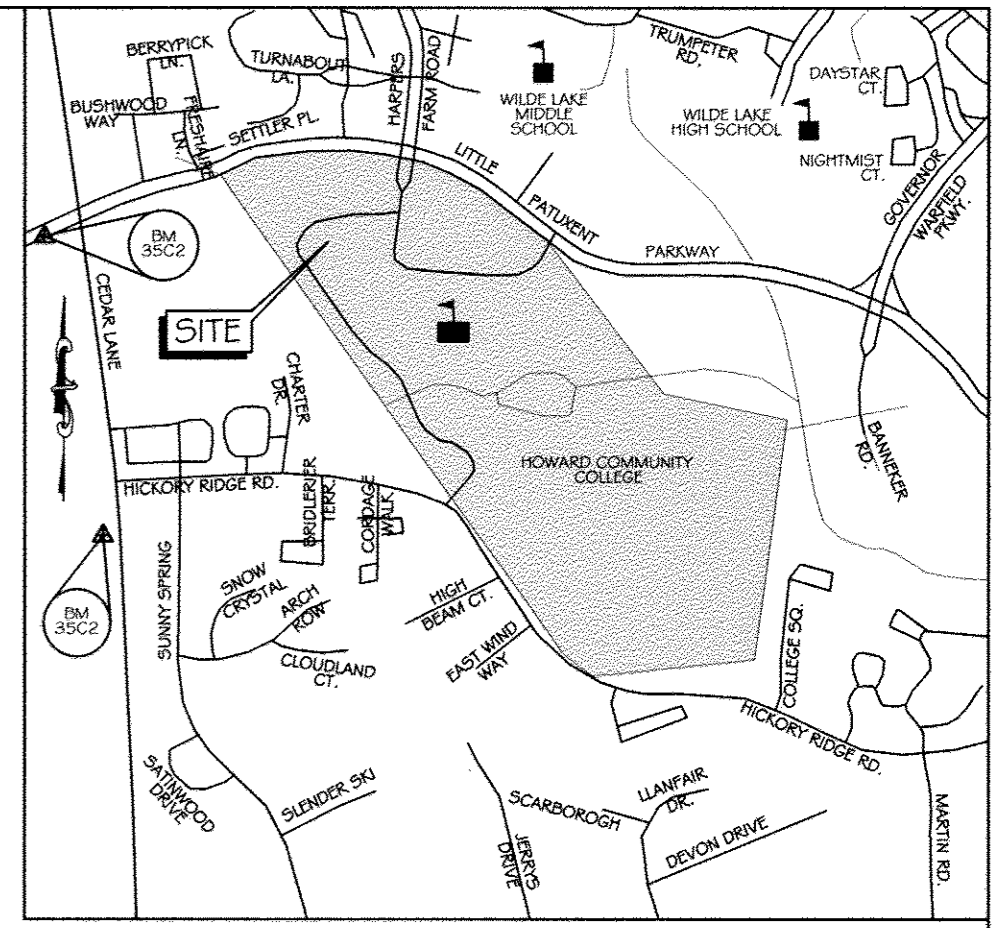 BERRYPICK
LN.
TURNABOUT
LA.
HARPERS
FARM ROAD
TRUMPETER
RD.
DAYSTAR
CT.
BUSHWOOD
WAY
FRESHAIRE
LN.
SETTLER PL.
WILDE LAKE
MIDDLE
SCHOOL
WILDE LAKE
HIGH SCHOOL
NIGHTMIST
CT.
LITTLE
PATUXENT
PARKWAY
GOVERNOR
WARFIELD
PKWY.
BM
35C2
CEDAR LANE
SITE
CHARTER
DR.
HOWARD COMMUNITY
COLLEGE
BANNEKER
RD.
HICKORY RIDGE RD.
BRIDLERIER
TERR.
CORDAGE
WALK
BM
35C2
SUNNY SPRING
SNOW
CRYSTAL
ARCH
ROW
CLOUDLAND
CT.
HIGH
BEAM CT.
EAST WIND
WAY
COLLEGE SQ.
HICKORY RIDGE RD.
SATINWOOD
DRIVE
SLENDER SKI
JERRYS
DRIVE
SCARBOROGH
LLANFAIR
DR.
DEVON DRIVE
MARTIN RD.